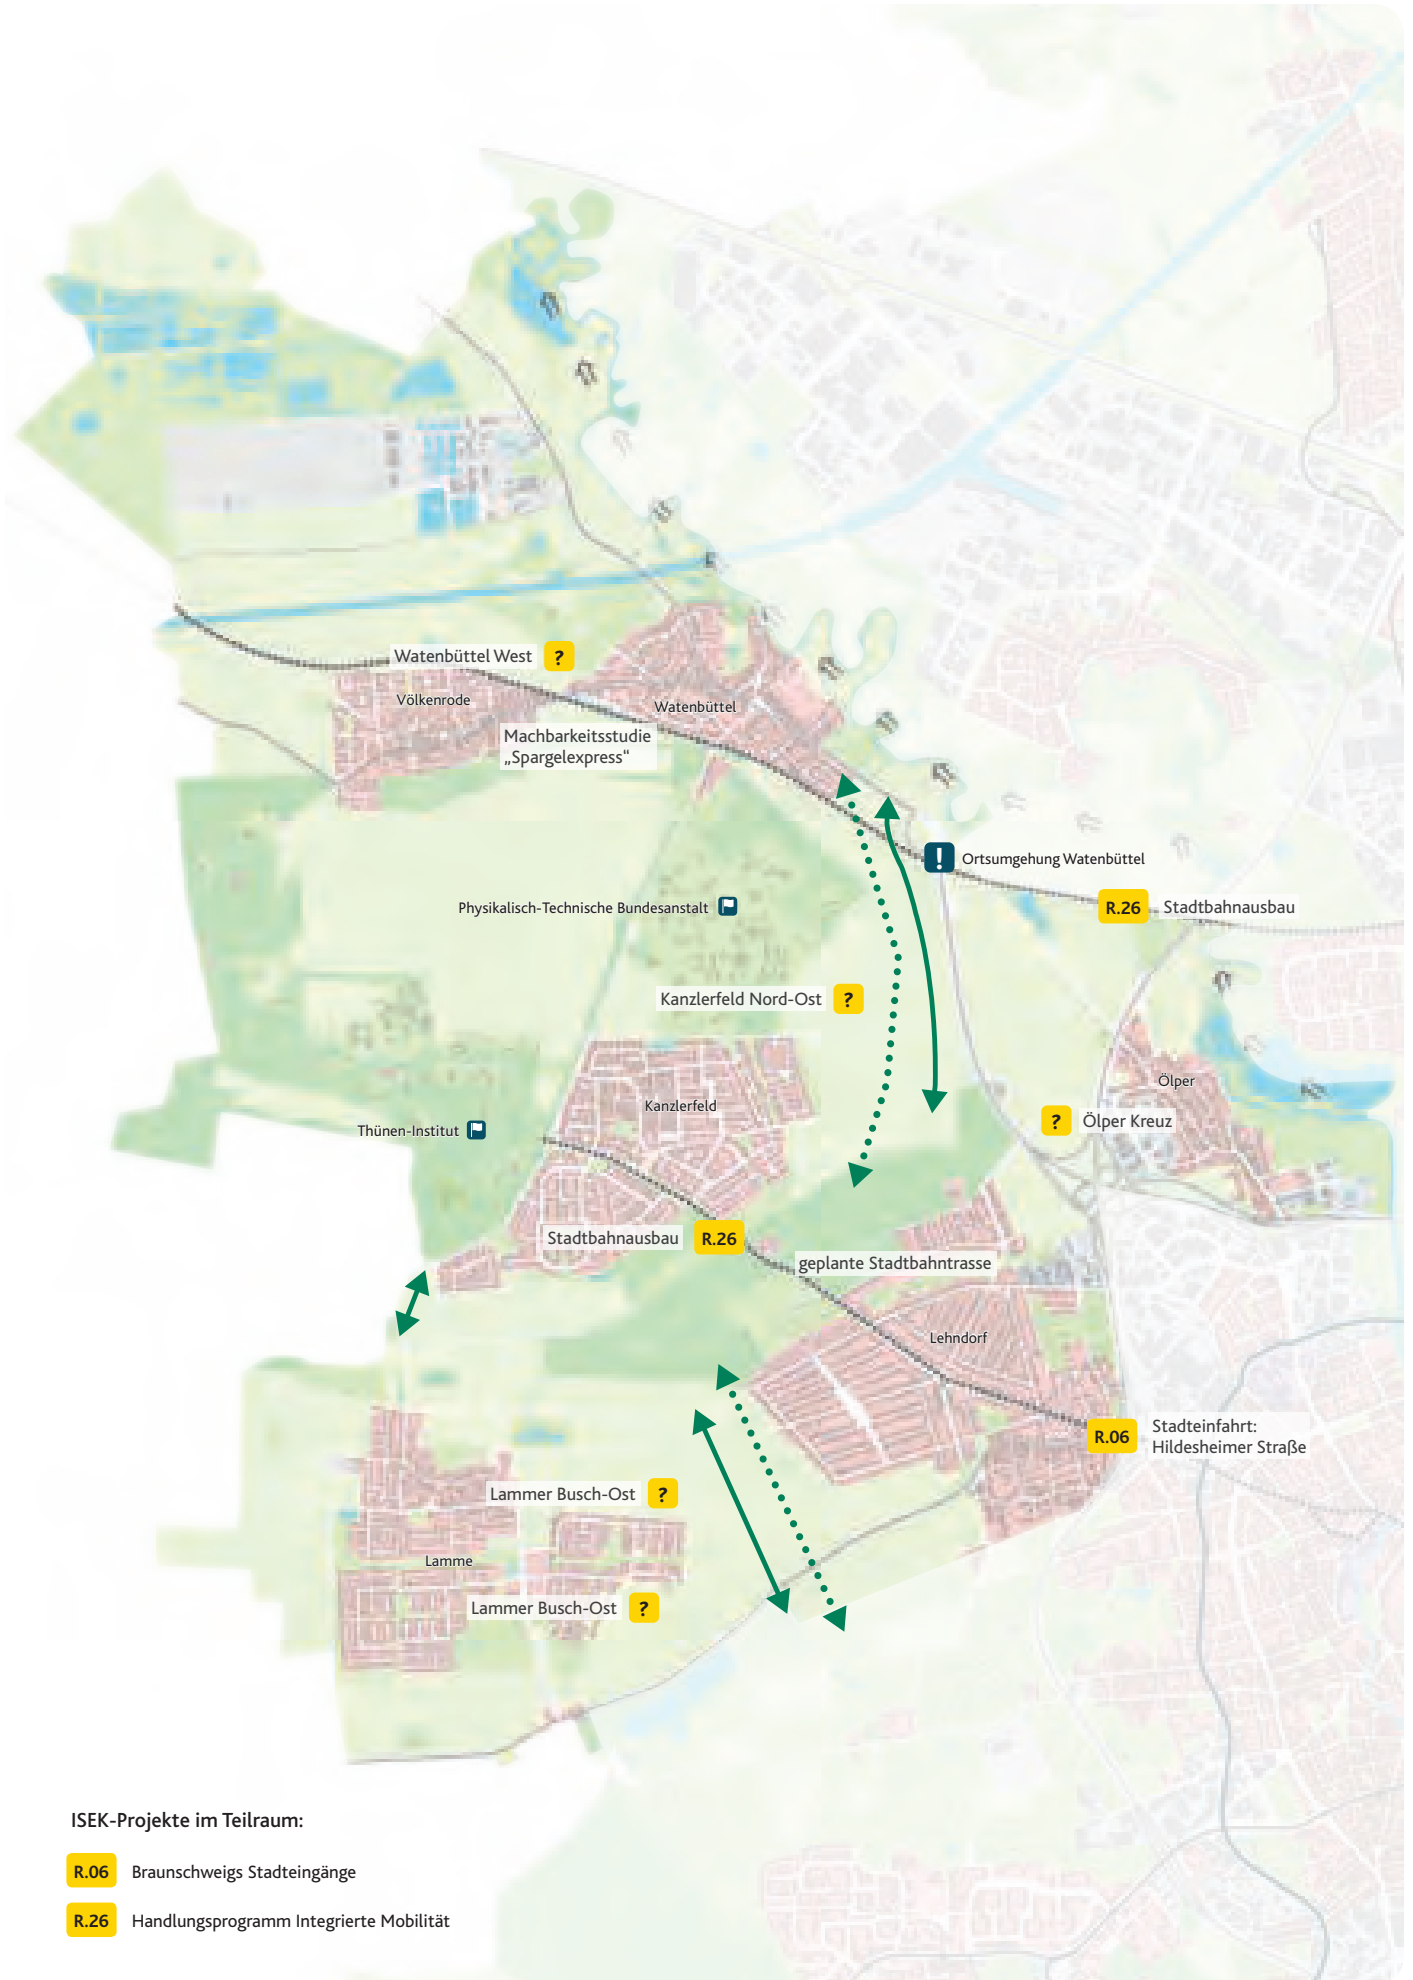 Watenbüttel West ?
Völkenrode
Watenbüttel
Machbarkeitsstudie
„Spargelexpress“
! Ortsumgehung Watenbüttel
Physikalisch-Technische Bundesanstalt
R.26 Stadtbahnausbau
Kanzlerfeld Nord-Ost ?
Ölper
Kanzlerfeld
? Ölper Kreuz
Thünen-Institut
Stadtbahnausbau R.26
geplante Stadtbahntrasse
Lehndorf
R.06 Stadteinfahrt:
Hildesheimer Straße
Lammer Busch-Ost ?
Lamme
Lammer Busch-Ost ?
ISEK-Projekte im Teilraum:
R.06 Braunschweigs Stadteingänge
R.26 Handlungsprogramm Integrierte Mobilität